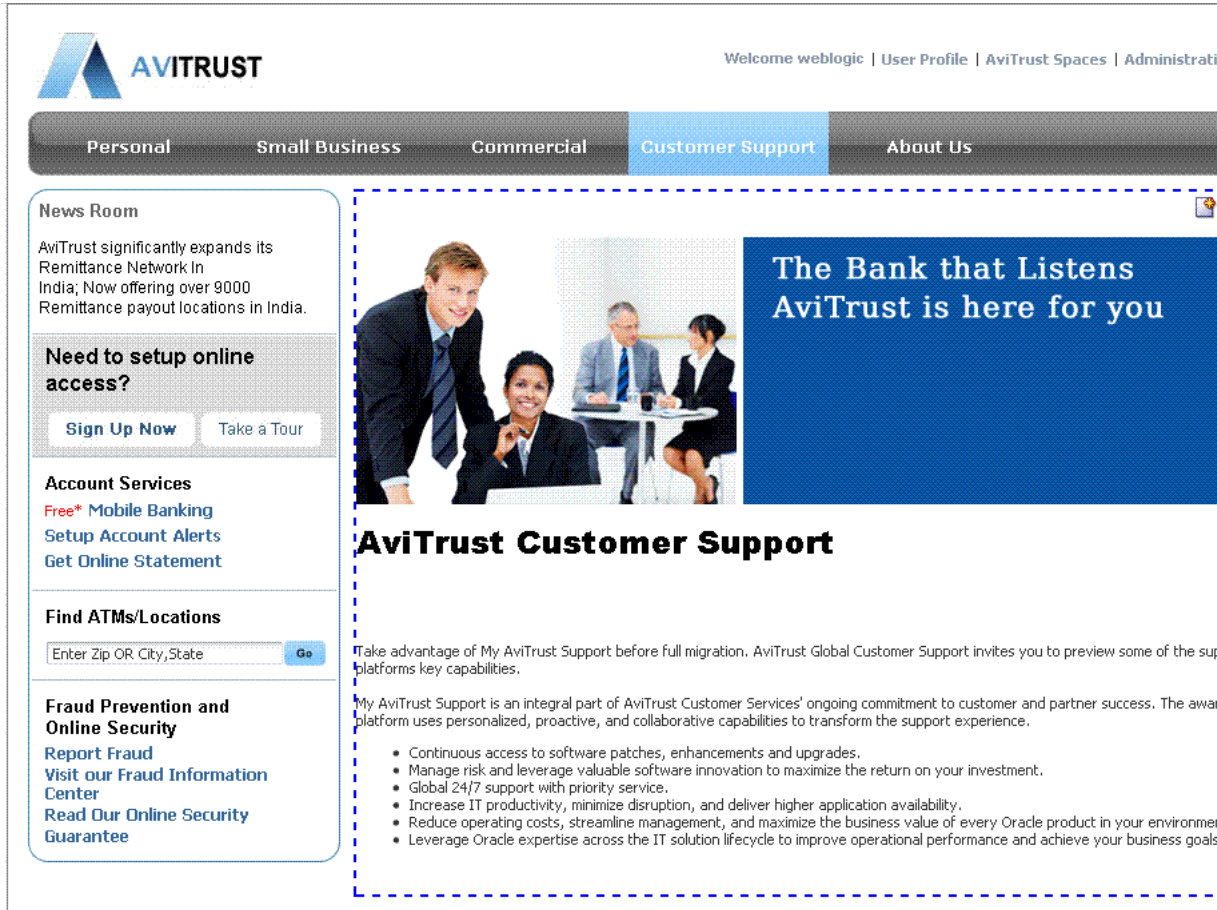 AVITRUST
Welcome weblogic | User Profile | AviTrust Spaces | Administrati
Personal Small Business Commercial Customer Support About Us
News Room
AviTrust significantly expands its
Remittance Network In
India; Now offering over 9000
Remittance payout locations in India.
Need to setup online
access?
Sign Up Now Take a Tour
Account Services
Free* Mobile Banking
Setup Account Alerts
Get Online Statement
Find ATMs/Locations
Enter Zip OR City,State Go
Fraud Prevention and
Online Security
Report Fraud
Visit our Fraud Information
Center
Read Our Online Security
Guarantee
The Bank that Listens
AviTrust is here for you
AviTrust Customer Support
Take advantage of My AviTrust Support before full migration. AviTrust Global Customer Support invites you to preview some of the sup
platforms key capabilities.
My AviTrust Support is an integral part of AviTrust Customer Services' ongoing commitment to customer and partner success. The awar
platform uses personalized, proactive, and collaborative capabilities to transform the support experience.
• Continuous access to software patches, enhancements and upgrades.
• Manage risk and leverage valuable software innovation to maximize the return on your investment.
• Global 24/7 support with priority service.
• Increase IT productivity, minimize disruption, and deliver higher application availability.
• Reduce operating costs, streamline management, and maximize the business value of every Oracle product in your environmen
• Leverage Oracle expertise across the IT solution lifecycle to improve operational performance and achieve your business goals